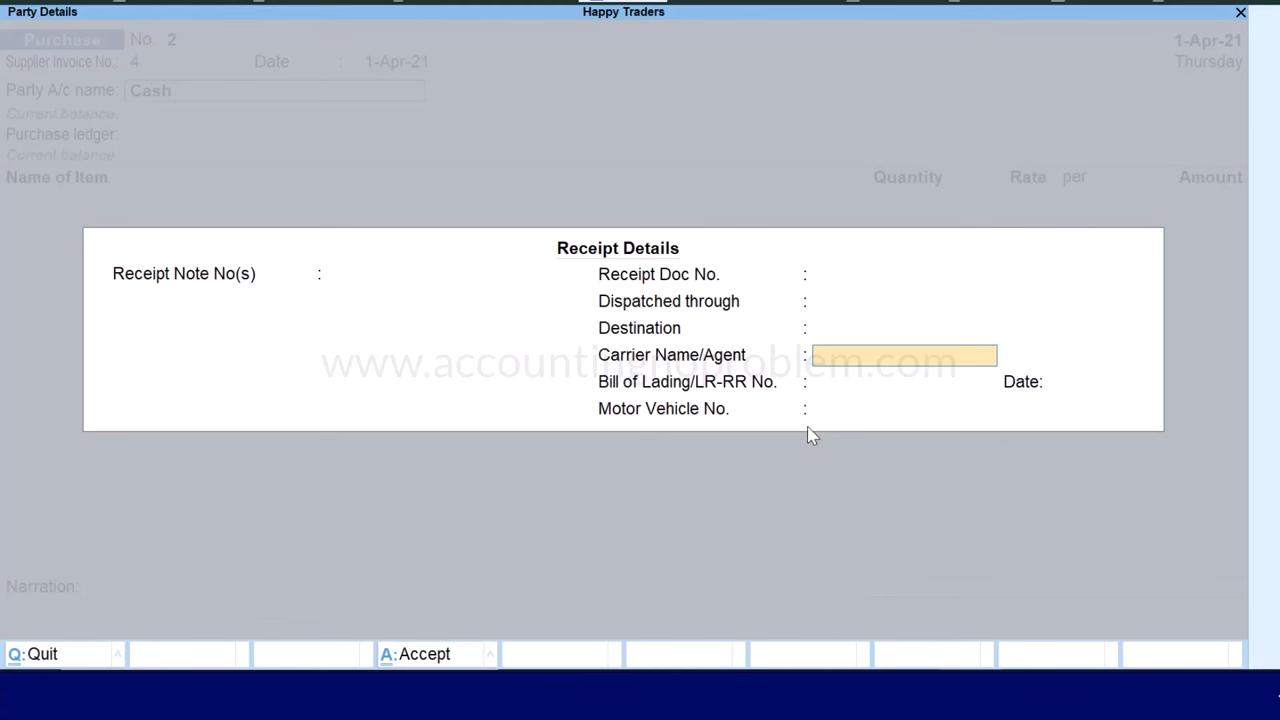 Party Details Happy Traders
Purchase No. 2 1-Apr-21
Supplier Invoice No.: 4 Date : 1-Apr-21 Thursday
Party A/c name: Cash
Current balance:
Purchase ledger:
Current balance
Name of Item Quantity Rate per Amount
Receipt Details
Receipt Note No(s) : Receipt Doc No. :
Dispatched through :
Destination :
Carrier Name/Agent :
www.accountingnoproblem.com
Bill of Lading/LR-RR No. : Date:
Motor Vehicle No. :
Narration:
Q: Quit A: Accept